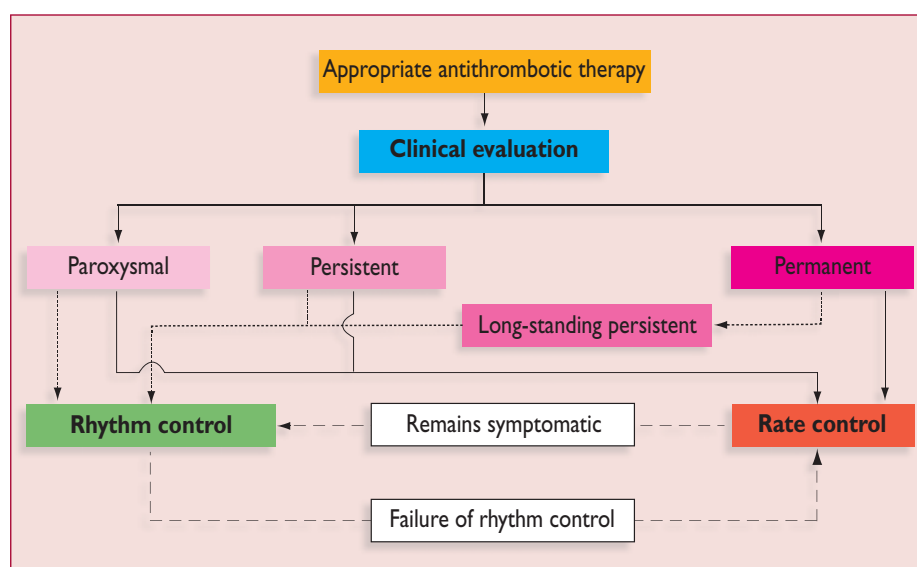 Appropriate antithrombotic therapy
Clinical evaluation
Paroxysmal
Persistent
Permanent
Long-standing persistent
Rhythm control
Remains symptomatic
Rate control
Failure of rhythm control